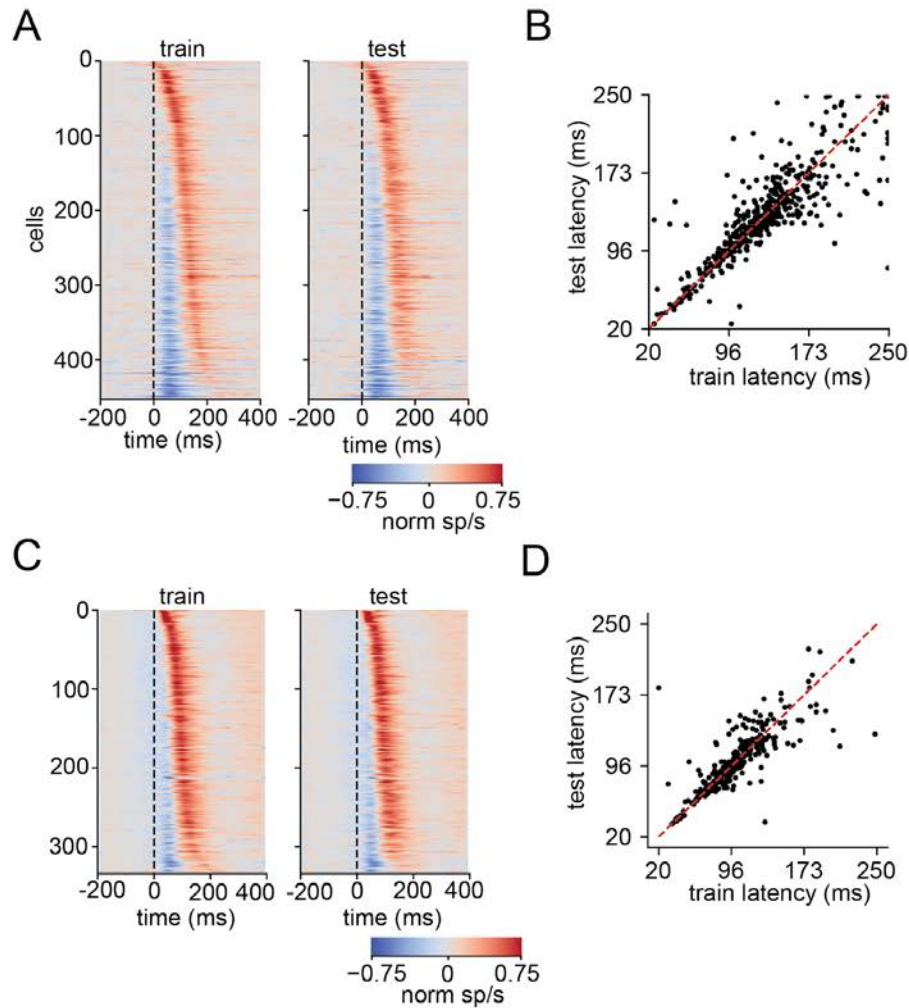 A
train
test
0
100
200
300
400
cells
-200 0 200 400
-200 0 200 400
time (ms)
time (ms)
−0.75 0 0.75
norm sp/s
B
250
173
96
20
test latency (ms)
20 96 173 250
train latency (ms)
C
train
test
0
100
200
300
-200 0 200 400
-200 0 200 400
time (ms)
time (ms)
−0.75 0 0.75
norm sp/s
D
250
173
96
20
test latency (ms)
20 96 173 250
train latency (ms)